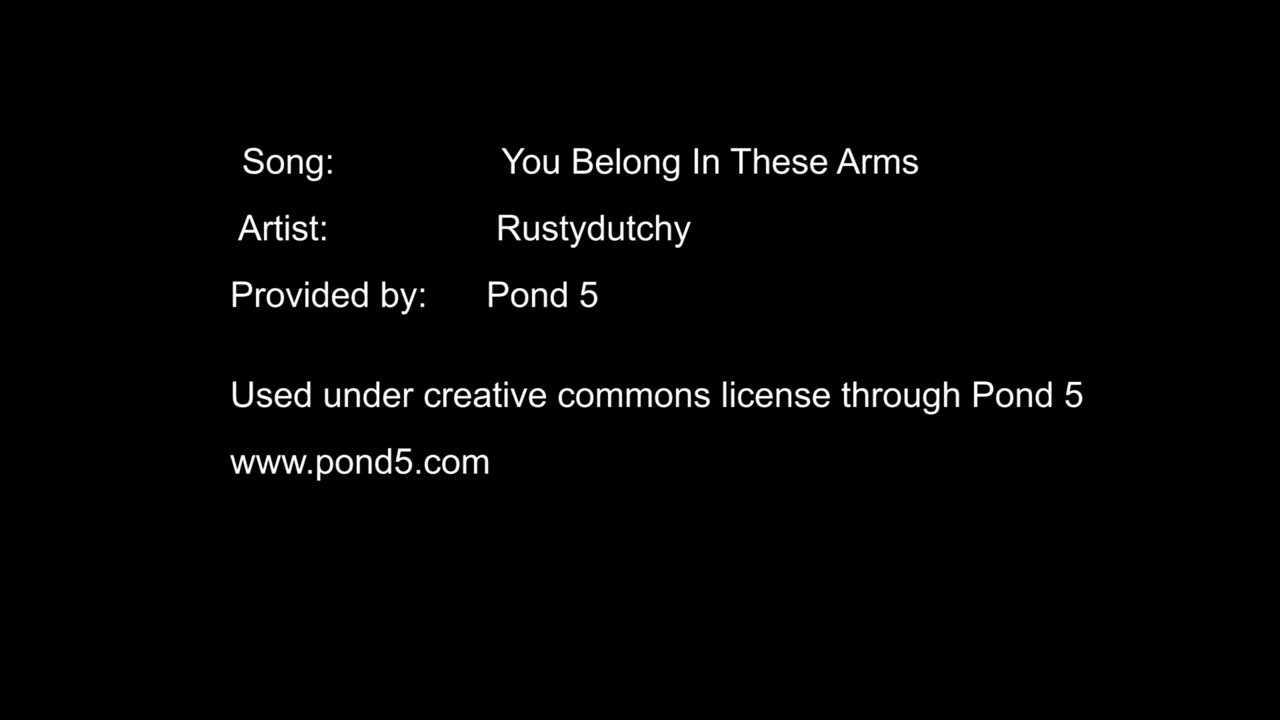 Song: You Belong In These Arms
Artist: Rustydutchy
Provided by: Pond 5
Used under creative commons license through Pond 5
www.pond5.com